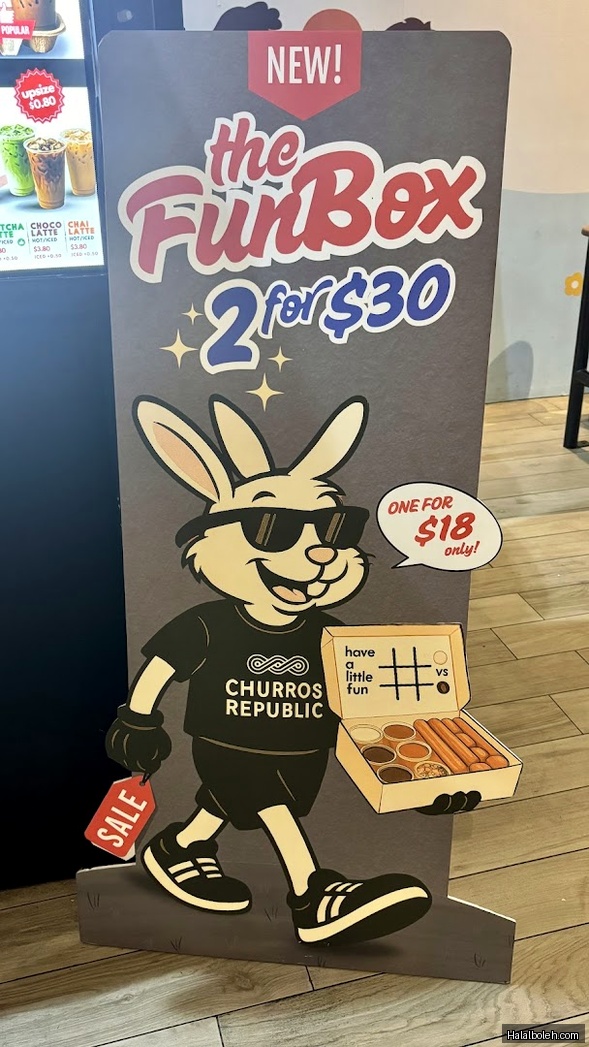 POPULAR
upsize
$0.80
CHOCO
LATTE
HOT/ICED
$3.80
CHAI
LATTE
HOT/ICED
$3.80
NEW!
the
FunBox
2 for $30
ONE FOR
$18
only!
CHURROS
REPUBLIC
have
a
little
fun
vs
SALE
Halalboleh.com